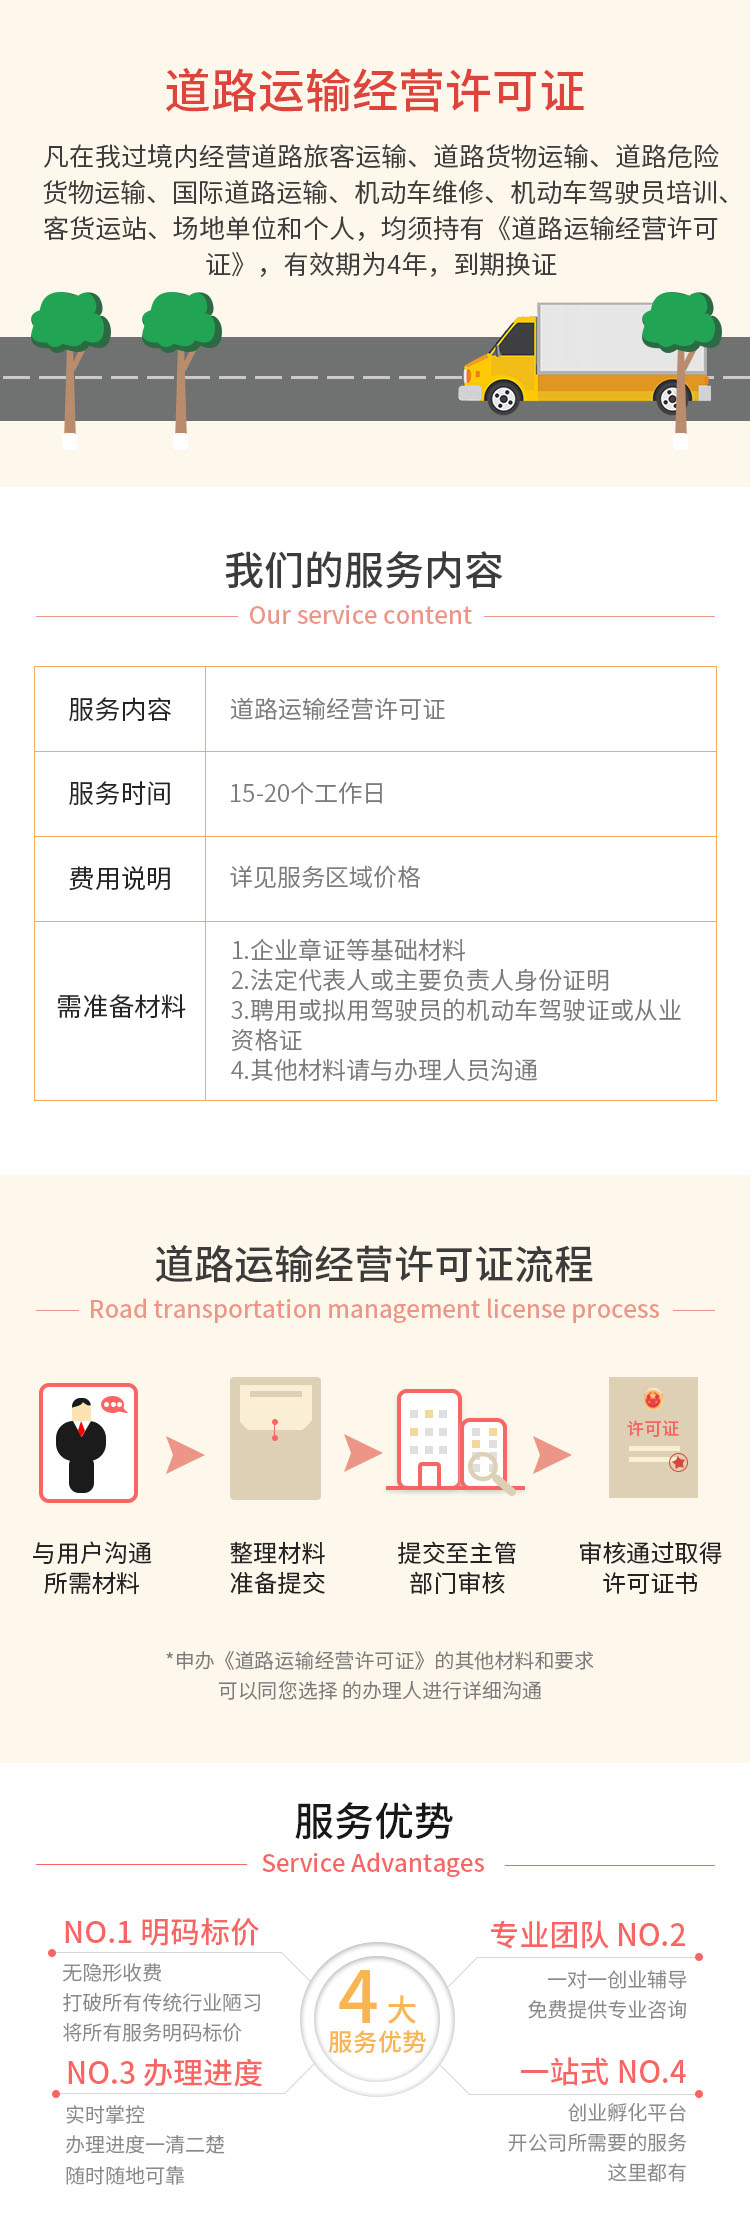 道路运输经营许可证
凡在我过境内经营道路旅客运输、道路货物运输、道路危险
货物运输、国际道路运输、机动车维修、机动车驾驶员培训、
客货运站、场地单位和个人，均须持有《道路运输经营许可
证》，有效期为4年，到期换证
我们的服务内容
Our service content
服务内容
道路运输经营许可证
服务时间
15-20个工作日
费用说明
详见服务区域价格
需准备材料
1.企业章证等基础材料
2.法定代表人或主要负责人身份证明
3.聘用或拟用驾驶员的机动车驾驶证或从业
资格证
4.其他材料请与办理人员沟通
道路运输经营许可证流程
Road transportation management license process
许可证
与用户沟通
所需材料
整理材料
准备提交
提交至主管
部门审核
审核通过取得
许可证书
*申办《道路运输经营许可证》的其他材料和要求
可以同您选择 的办理人进行详细沟通
服务优势
Service Advantages
NO.1 明码标价
无隐形收费
打破所有传统行业陋习
将所有服务明码标价
专业团队 NO.2
一对一创业辅导
免费提供专业咨询
4大
服务优势
NO.3 办理进度
实时掌控
办理进度一清二楚
随时随地可靠
一站式 NO.4
创业孵化平台
开公司所需要的服务
这里都有